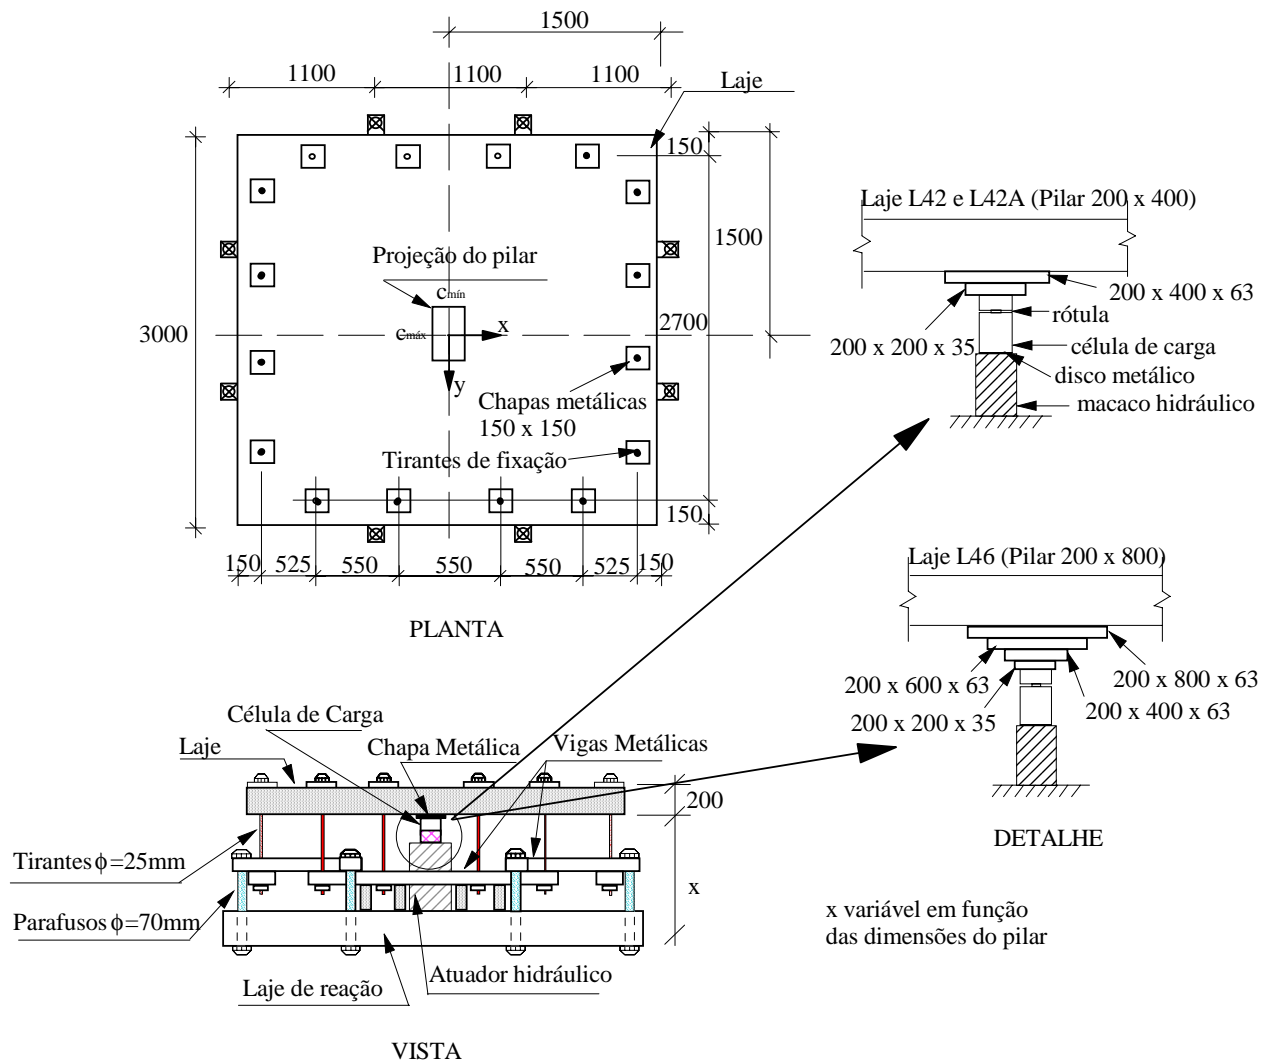 1500
1100
1100
1100
Laje
150
1500
Projeção do pilar
cmín
cmáx
x
y
3000
2700
Chapas metálicas
150 x 150
Tirantes de fixação
150
150
525
550
550
550
525
150
PLANTA
Laje L42 e L42A (Pilar 200 x 400)
200 x 400 x 63
rótula
200 x 200 x 35
célula de carga
disco metálico
macaco hidráulico
Laje L46 (Pilar 200 x 800)
200 x 600 x 63
200 x 800 x 63
200 x 200 x 35
200 x 400 x 63
DETALHE
x variável em função
das dimensões do pilar
Célula de Carga
Laje
Chapa Metálica
Vigas Metálicas
200
Tirantes ϕ=25mm
x
Parafusos ϕ=70mm
Laje de reação
Atuador hidráulico
VISTA